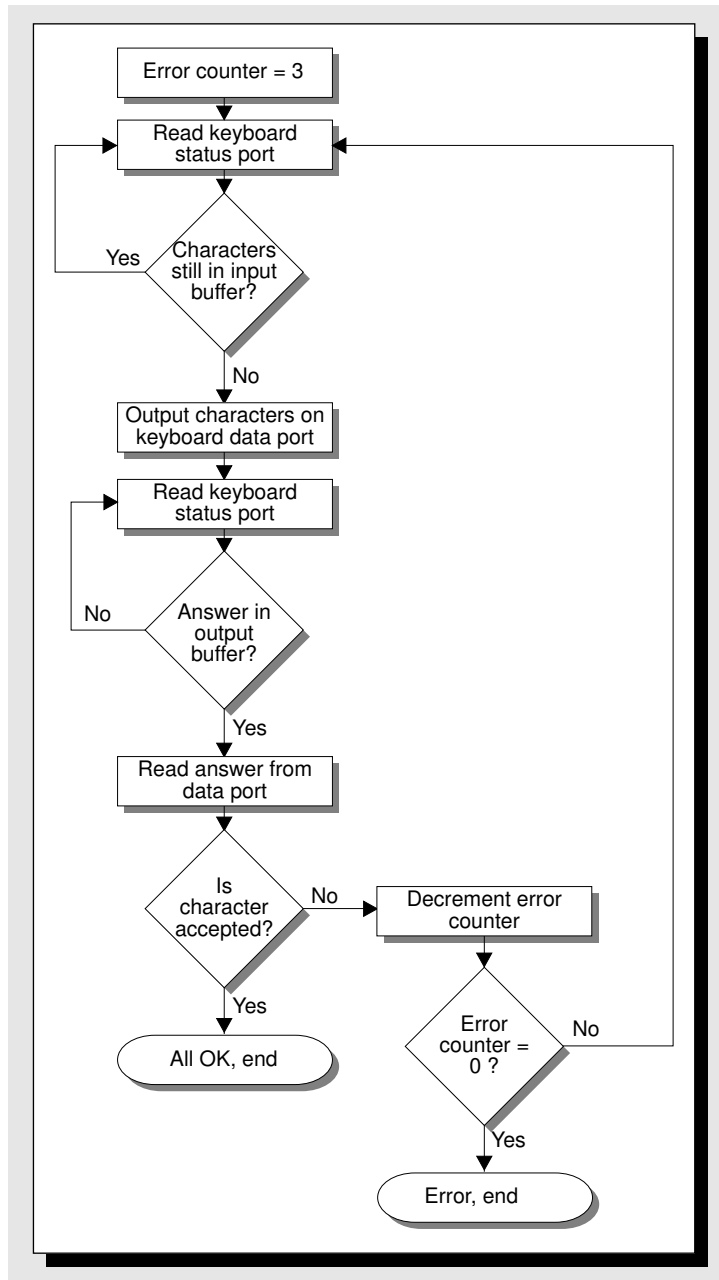 Error counter = 3
Read keyboard
status port
Characters
still in input
buffer?
Yes
No
Output characters on
keyboard data port
Read keyboard
status port
Answer in
output
buffer?
No
Yes
Read answer from
data port
Is
character
accepted?
No
Decrement error
counter
Yes
All OK, end
Error
counter =
0 ?
No
Yes
Error, end